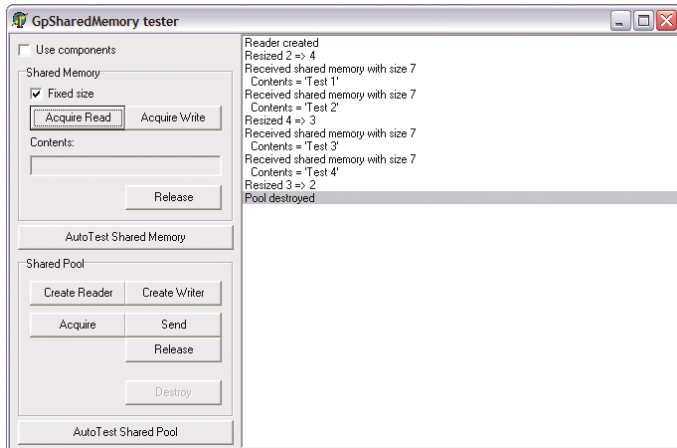 GpSharedMemory tester
Use components
Shared Memory
Fixed size
Acquire Read
Acquire Write
Contents:
Release
AutoTest Shared Memory
Shared Pool
Create Reader
Create Writer
Acquire
Send
Release
Destroy
AutoTest Shared Pool
Reader created
Resized 2 => 4
Received shared memory with size 7
Contents = 'Test 1'
Received shared memory with size 7
Contents = 'Test 2'
Resized 4 => 3
Received shared memory with size 7
Contents = 'Test 3'
Received shared memory with size 7
Contents = 'Test 4'
Resized 3 => 2
Pool destroyed